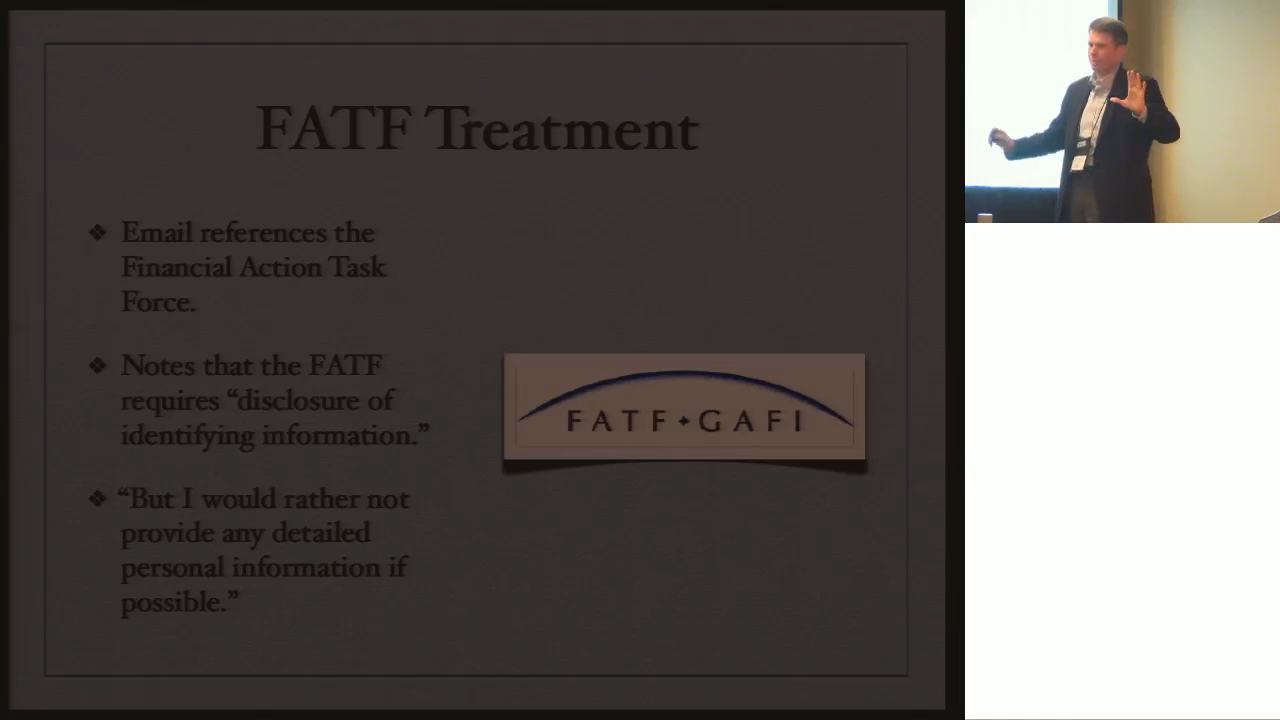 FATF Treatment
❖ Email references the
Financial Action Task
Force.
❖ Notes that the FATF
requires “disclosure of
identifying information.”
❖ “But I would rather not
provide any detailed
personal information if
possible.”
FATF✦GAFI